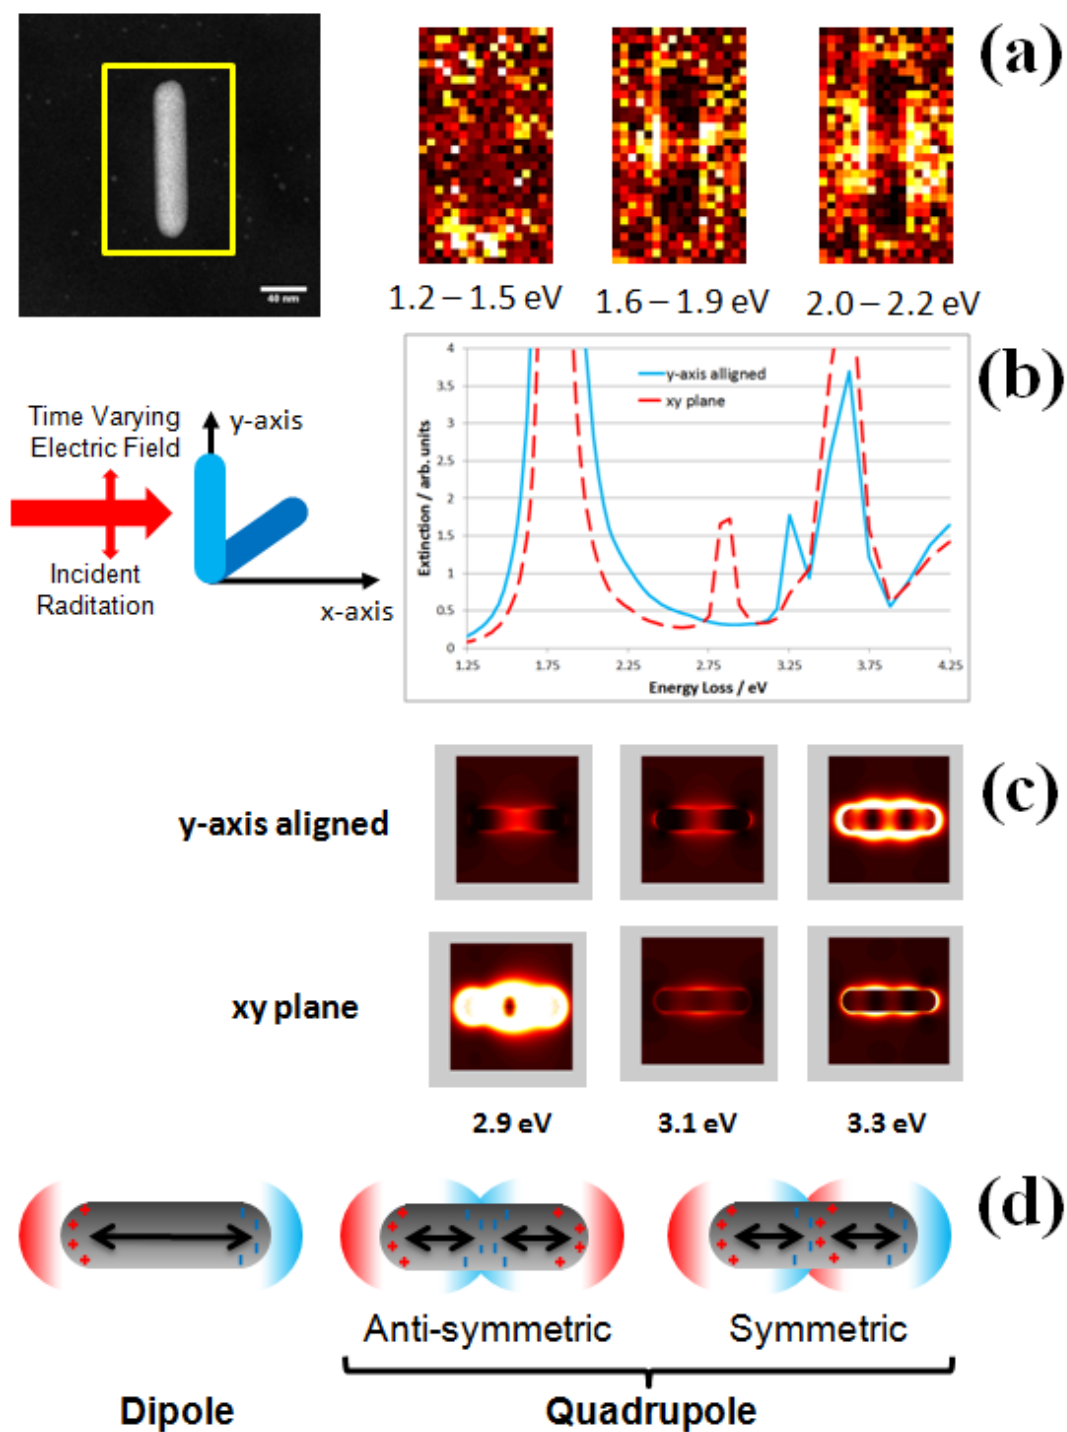 (a)
40 nm
1.2 – 1.5 eV
1.6 – 1.9 eV
2.0 – 2.2 eV
(b)
Time Varying
Electric Field
y-axis
Incident
Raditation
x-axis
4
3.5
3
2.5
2
1.5
1
0.5
0
Extinction / arb. units
y-axis alligned
xy plane
1.25 1.75 2.25 2.75 3.25 3.75 4.25
Energy Loss / eV
(c)
y-axis aligned
xy plane
2.9 eV
3.1 eV
3.3 eV
(d)
Anti-symmetric
Symmetric
Dipole
Quadrupole